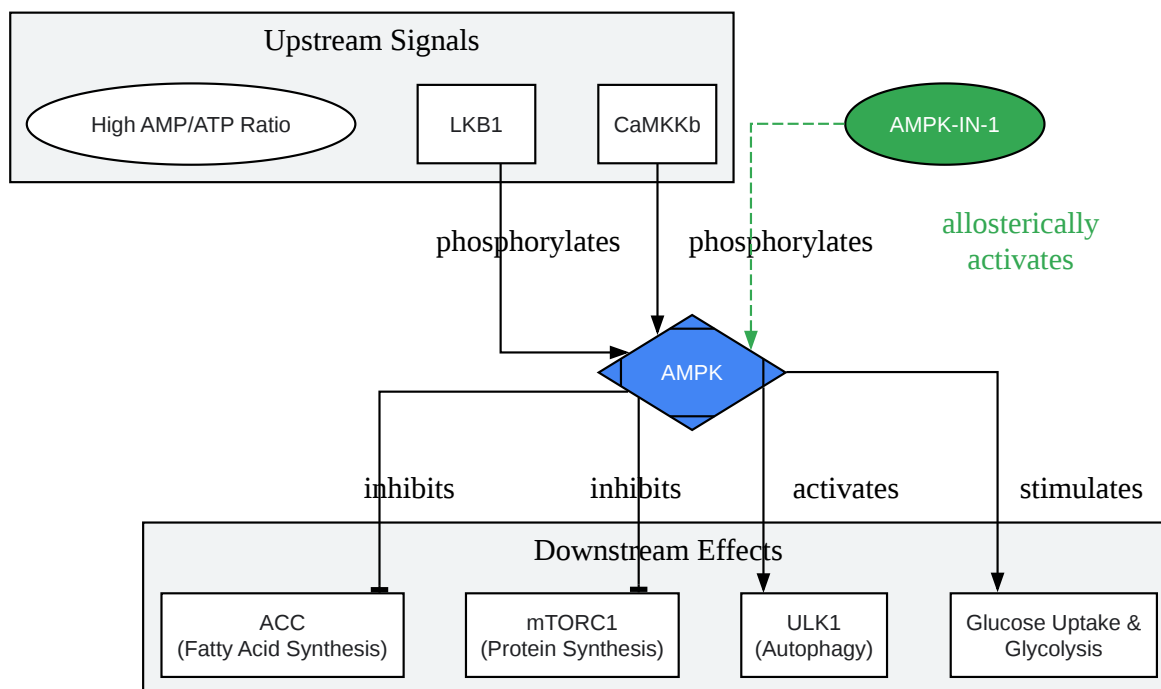 Upstream Signals
High AMP/ATP Ratio
LKB1
CaMKKb
AMPK-IN-1
phosphorylates
phosphorylates
allosterically
activates
AMPK
inhibits
inhibits
activates
stimulates
Downstream Effects
ACC
(Fatty Acid Synthesis)
mTORC1
(Protein Synthesis)
ULK1
(Autophagy)
Glucose Uptake &
Glycolysis